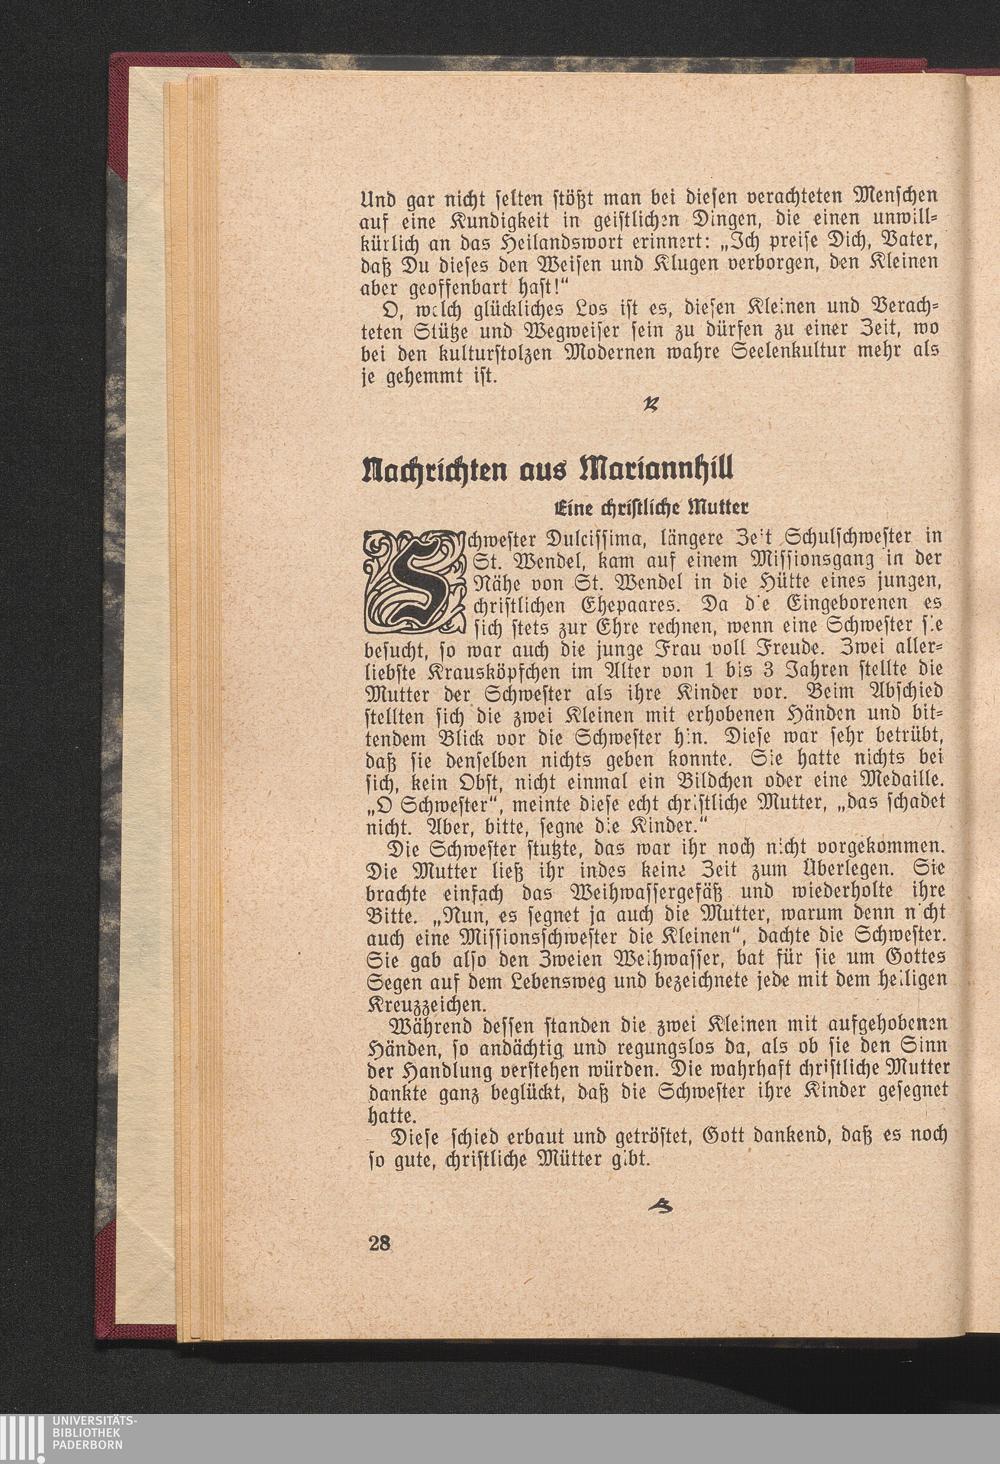 Und gar nicht selten stößt man bei diesen verachteten Menschen
auf eine Kundigkeit in geistlichen Dingen, die einen unwill-
kürlich an das Heilandswort erinnert: „Ich preise Dich, Vater,
daß Du dieses den Weisen und Klugen verborgen, den Kleinen
aber geoffenbart hast!“
O, welch glückliches Los ist es, diesen Kleinen und Verach-
teten Stütze und Wegweiser sein zu dürfen zu einer Zeit, wo
bei den kulturstolzen Modernen wahre Seelenkultur mehr als
je gehemmt ist.
Nachrichten aus Mariannhill
Eine christliche Mutter
Schwester Dulcissima, längere Zeit Schulschwester in
St. Wendel, kam auf einem Missionsgang in der
Nähe von St. Wendel in die Hütte eines jungen,
christlichen Ehepaares. Da die Eingeborenen es
sich stets zur Ehre rechnen, wenn eine Schwester sie
besucht, so war auch die junge Frau voll Freude. Zwei aller-
liebste Krausköpfchen im Alter von 1 bis 3 Jahren stellte die
Mutter der Schwester als ihre Kinder vor. Beim Abschied
stellten sich die zwei Kleinen mit erhobenen Händen und bit-
tendem Blick vor die Schwester hin. Diese war sehr betrübt,
daß sie denselben nichts geben konnte. Sie hatte nichts bei
sich, kein Obst, nicht einmal ein Bildchen oder eine Medaille.
„O Schwester“, meinte diese echt christliche Mutter, „das schadet
nicht. Aber, bitte, segne die Kinder.“
Die Schwester stutzte, das war ihr noch nicht vorgekommen.
Die Mutter ließ ihr indes keine Zeit zum Überlegen. Sie
brachte einfach das Weihwassergefäß und wiederholte ihre
Bitte. „Nun, es segnet ja auch die Mutter, warum denn nicht
auch eine Missionsschwester die Kleinen“, dachte die Schwester.
Sie gab also den Zweien Weihwasser, bat für sie um Gottes
Segen auf dem Lebensweg und bezeichnete jede mit dem heiligen
Kreuzzeichen.
Während dessen standen die zwei Kleinen mit aufgehobenen
Händen, so andächtig und regungslos da, als ob sie den Sinn
der Handlung verstehen würden. Die wahrhaft christliche Mutter
dankte ganz beglückt, daß die Schwester ihre Kinder gesegnet
hatte.
Diese schied erbaut und getröstet, Gott dankend, daß es noch
so gute, christliche Mütter gibt.
28
UNIVERSITÄTS-
BIBLIOTHEK
PADERBORN